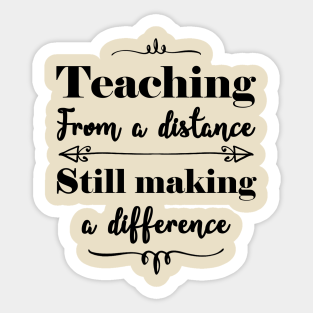 Teaching
From a distance
Still making
a difference